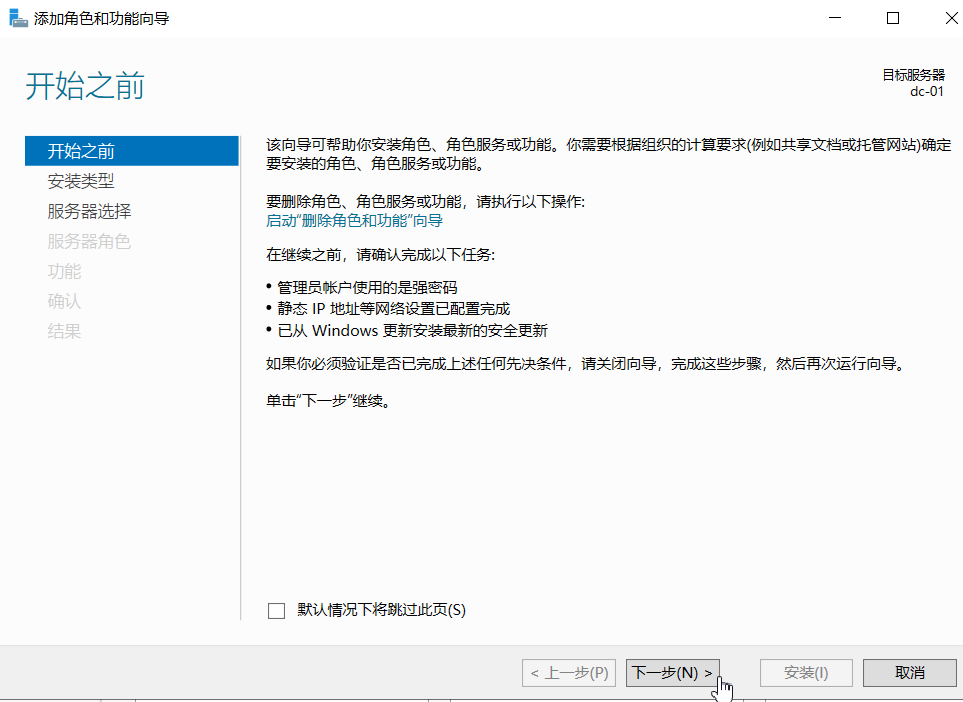 添加角色和功能向导
开始之前
目标服务器
dc-01
开始之前
安装类型
服务器选择
服务器角色
功能
确认
结果
该向导可帮助你安装角色、角色服务或功能。你需要根据组织的计算要求(例如共享文档或托管网站)确定
要安装的角色、角色服务或功能。
要删除角色、角色服务或功能，请执行以下操作:
启动“删除角色和功能”向导
在继续之前，请确认完成以下任务:
• 管理员帐户使用的是强密码
• 静态 IP 地址等网络设置已配置完成
• 已从 Windows 更新安装最新的安全更新
如果你必须验证是否已完成上述任何先决条件，请关闭向导，完成这些步骤，然后再次运行向导。
单击“下一步”继续。
默认情况下将跳过此页(S)
< 上一步(P)
下一步(N) >
安装(I)
取消